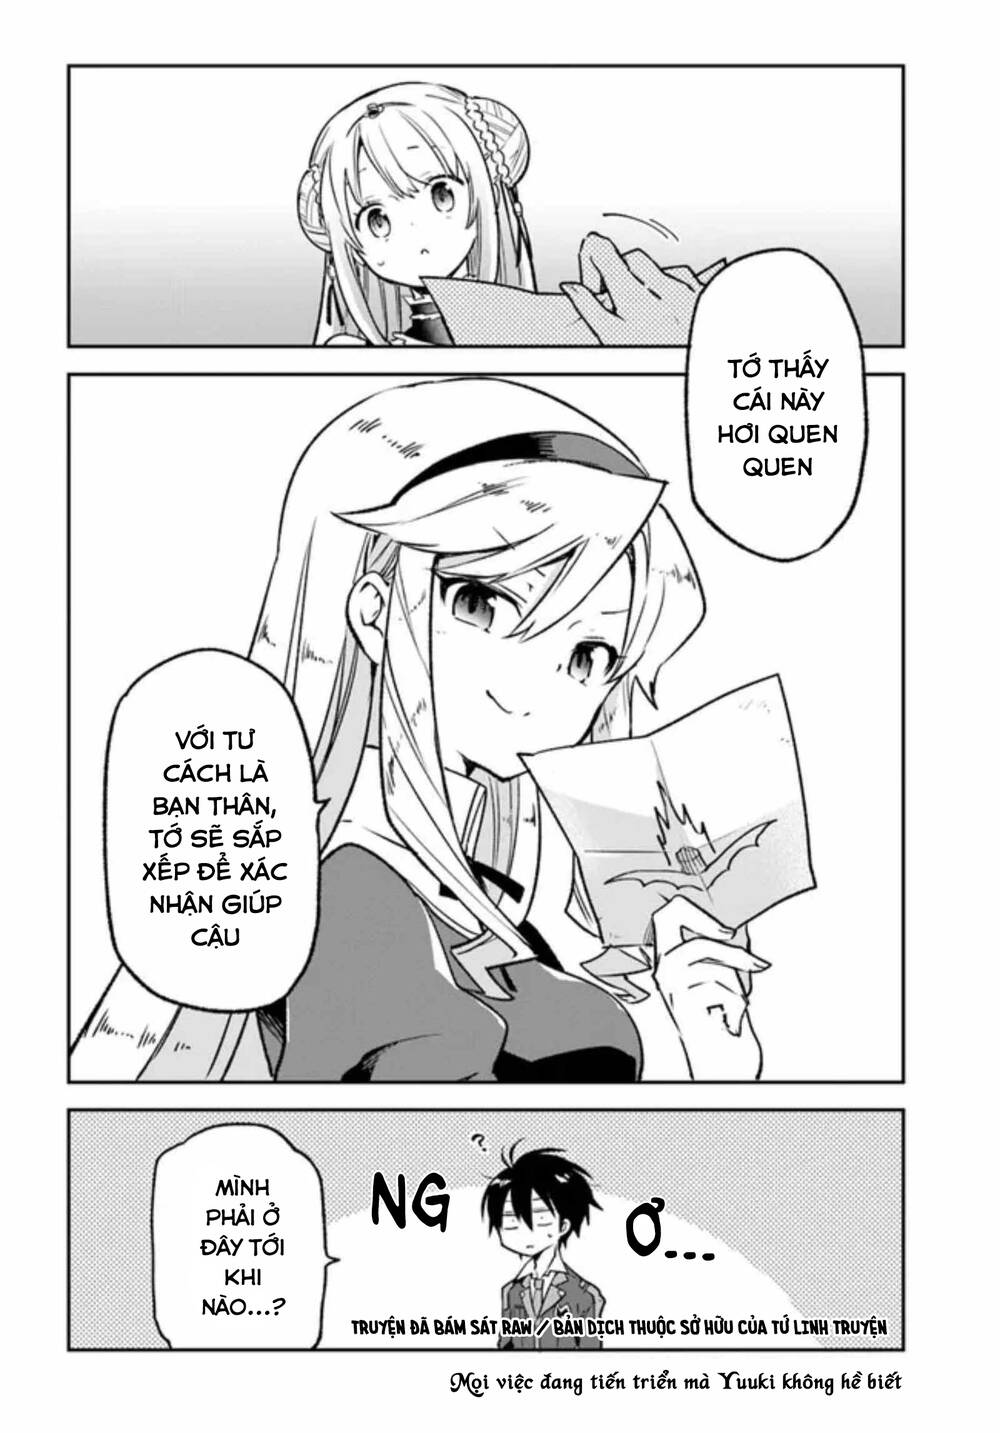 TỚ THẤY
CÁI NÀY
HƠI QUEN
QUEN
VỚI TƯ
CÁCH LÀ
BẠN THÂN,
TỚ SẼ SẮP
XẾP ĐỂ XÁC
NHẬN GIÚP
CẬU
?
NG
Ơ...
MÌNH
PHẢI Ở
ĐÂY TỚI
KHI
NÀO...?
TRUYỆN ĐÃ BÁM SÁT RAW / BẢN DỊCH THUỘC SỞ HỮU CỦA TỨ LINH TRUYỆN
Mọi việc đang tiến triển mà Yuuki không hề biết